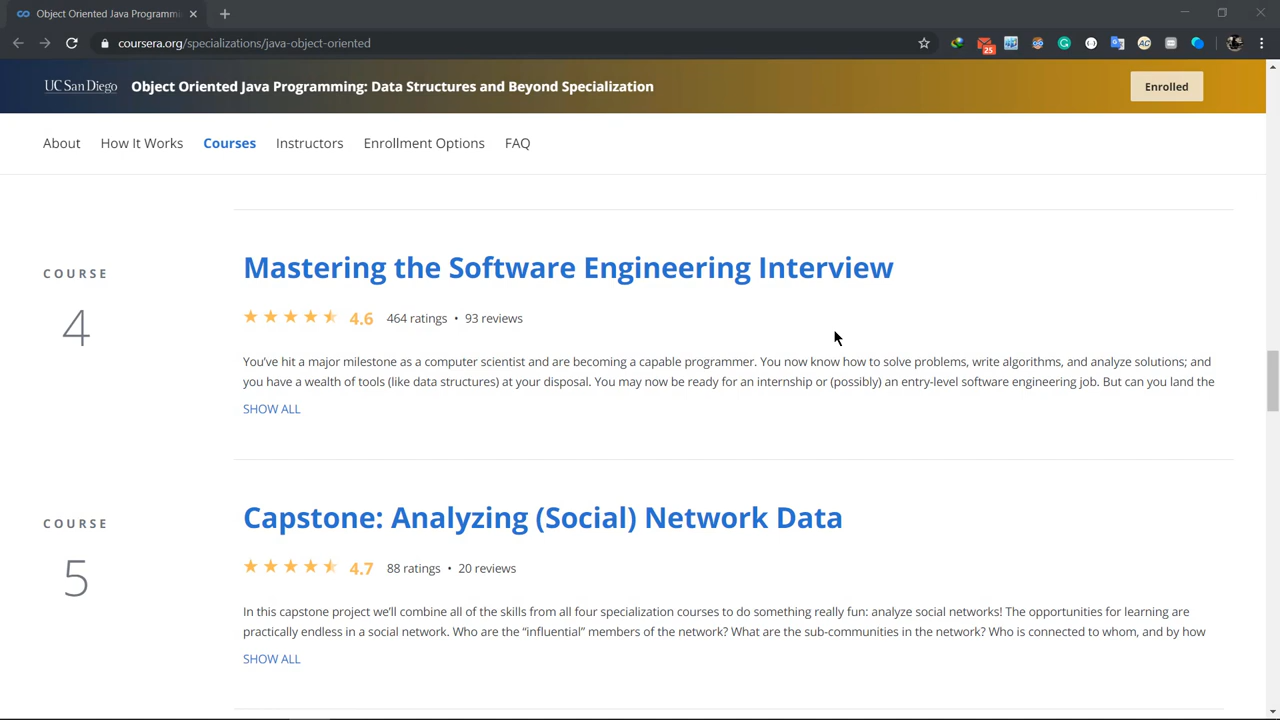 Object Oriented Java Programmi
coursera.org/specializations/java-object-oriented
25
UC San Diego
Object Oriented Java Programming: Data Structures and Beyond Specialization
Enrolled
About
How It Works
Courses
Instructors
Enrollment Options
FAQ
COURSE
4
Mastering the Software Engineering Interview
4.6
464 ratings • 93 reviews
You've hit a major milestone as a computer scientist and are becoming a capable programmer. You now know how to solve problems, write algorithms, and analyze solutions; and
you have a wealth of tools (like data structures) at your disposal. You may now be ready for an internship or (possibly) an entry-level software engineering job. But can you land the
SHOW ALL
COURSE
5
Capstone: Analyzing (Social) Network Data
4.7
88 ratings • 20 reviews
In this capstone project we'll combine all of the skills from all four specialization courses to do something really fun: analyze social networks! The opportunities for learning are
practically endless in a social network. Who are the “influential” members of the network? What are the sub-communities in the network? Who is connected to whom, and by how
SHOW ALL